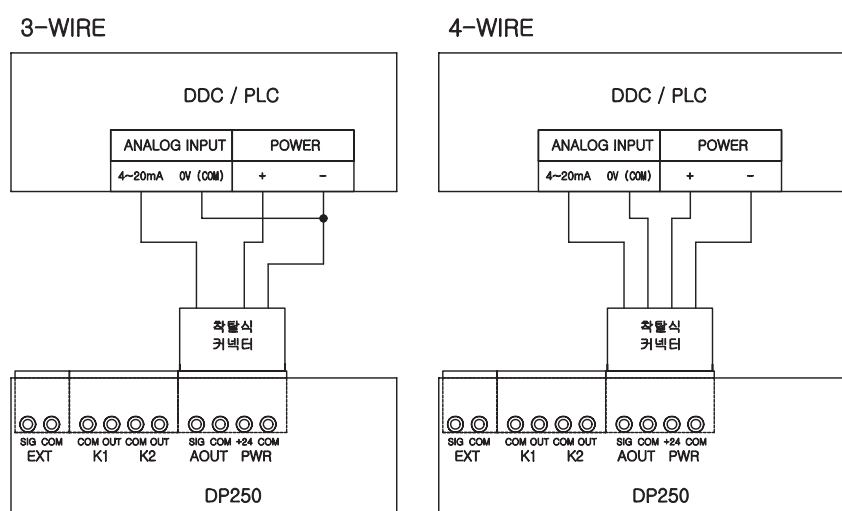 3-WIRE
DDC / PLC
ANALOG INPUT POWER
4~20mA 0V (COM) + -
착탈식
커넥터
SIG COM COM OUT COM OUT SIG COM +24 COM
EXT K1 K2 AOUT PWR
DP250
4-WIRE
DDC / PLC
ANALOG INPUT POWER
4~20mA 0V (COM) + -
착탈식
커넥터
SIG COM COM OUT COM OUT SIG COM +24 COM
EXT K1 K2 AOUT PWR
DP250